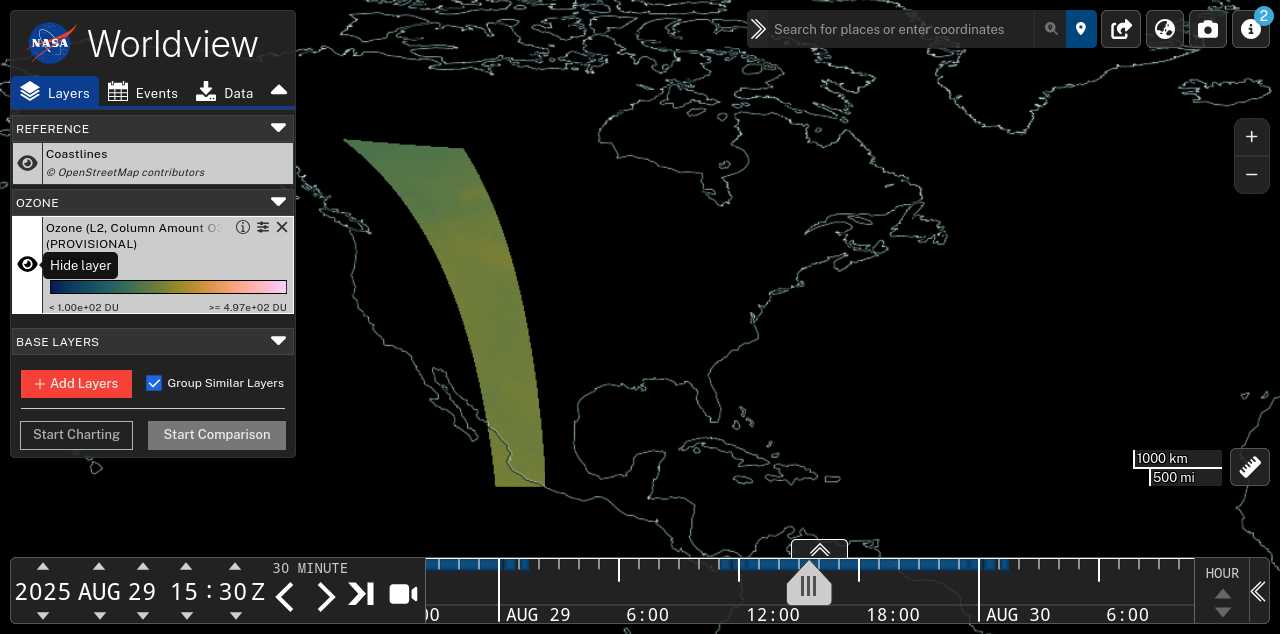 NASA
Worldview
Search for places or enter coordinates
2
Layers
Events
Data
REFERENCE
Coastlines
© OpenStreetMap contributors
OZONE
Ozone (L2, Column Amount O3
(PROVISIONAL)
Hide layer
< 1.00e+02 DU
>= 4.97e+02 DU
BASE LAYERS
+ Add Layers
Group Similar Layers
Start Charting
Start Comparison
+
−
1000 km
500 mi
2025 AUG 29 15:30 Z
30 MINUTE
00
AUG 29
6:00
12:00
18:00
AUG 30
6:00
HOUR